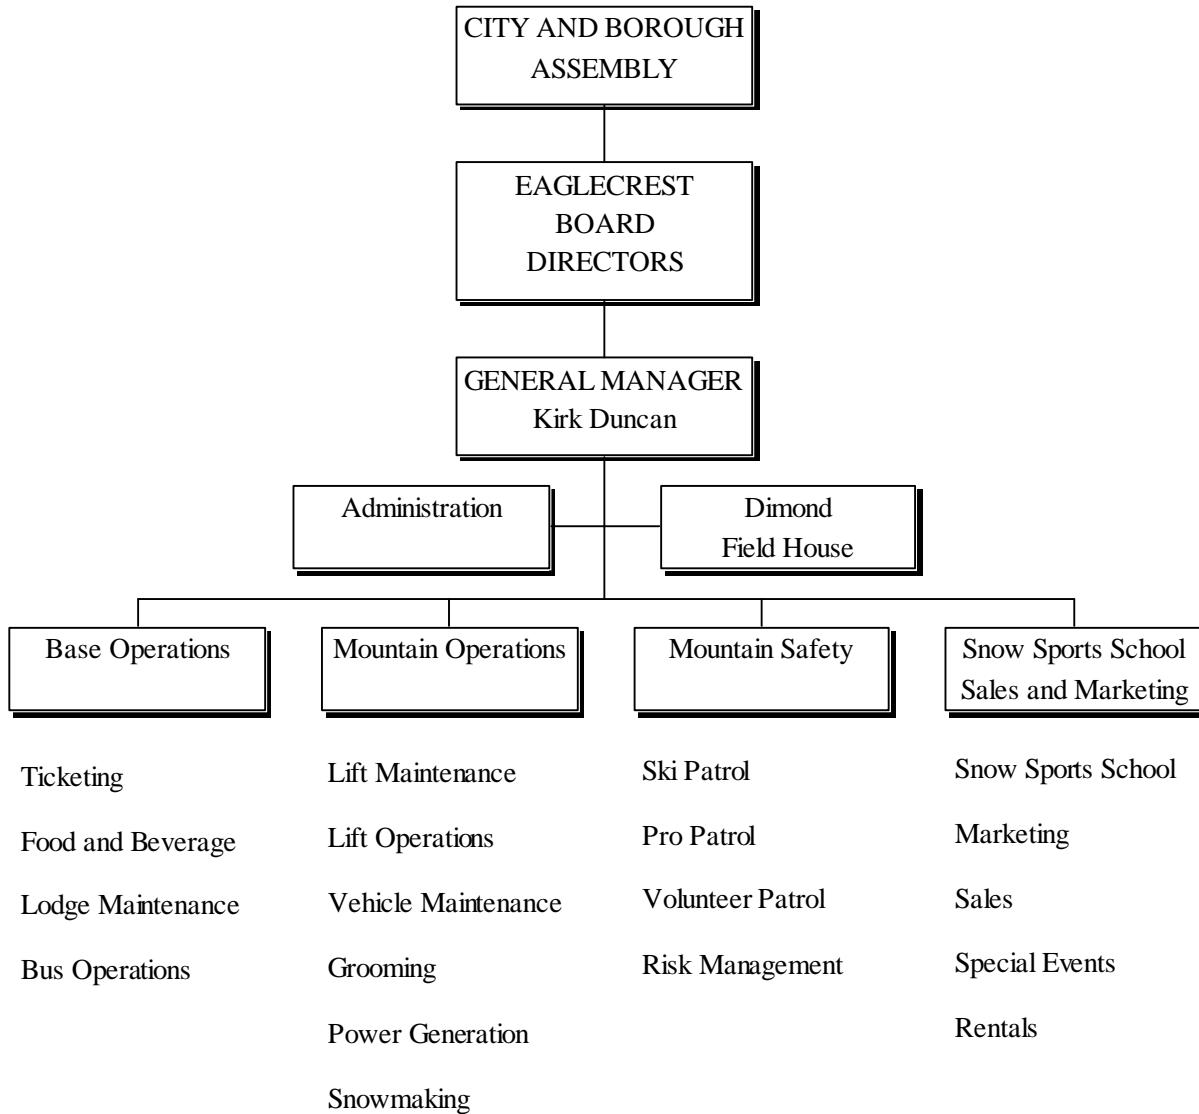 CITY AND BOROUGH
ASSEMBLY
EAGLECREST
BOARD
DIRECTORS
GENERAL MANAGER
Kirk Duncan
Administration
Dimond
Field House
Base Operations
Mountain Operations
Mountain Safety
Snow Sports School
Sales and Marketing
Ticketing
Food and Beverage
Lodge Maintenance
Bus Operations
Lift Maintenance
Lift Operations
Vehicle Maintenance
Grooming
Power Generation
Snowmaking
Ski Patrol
Pro Patrol
Volunteer Patrol
Risk Management
Snow Sports School
Marketing
Sales
Special Events
Rentals